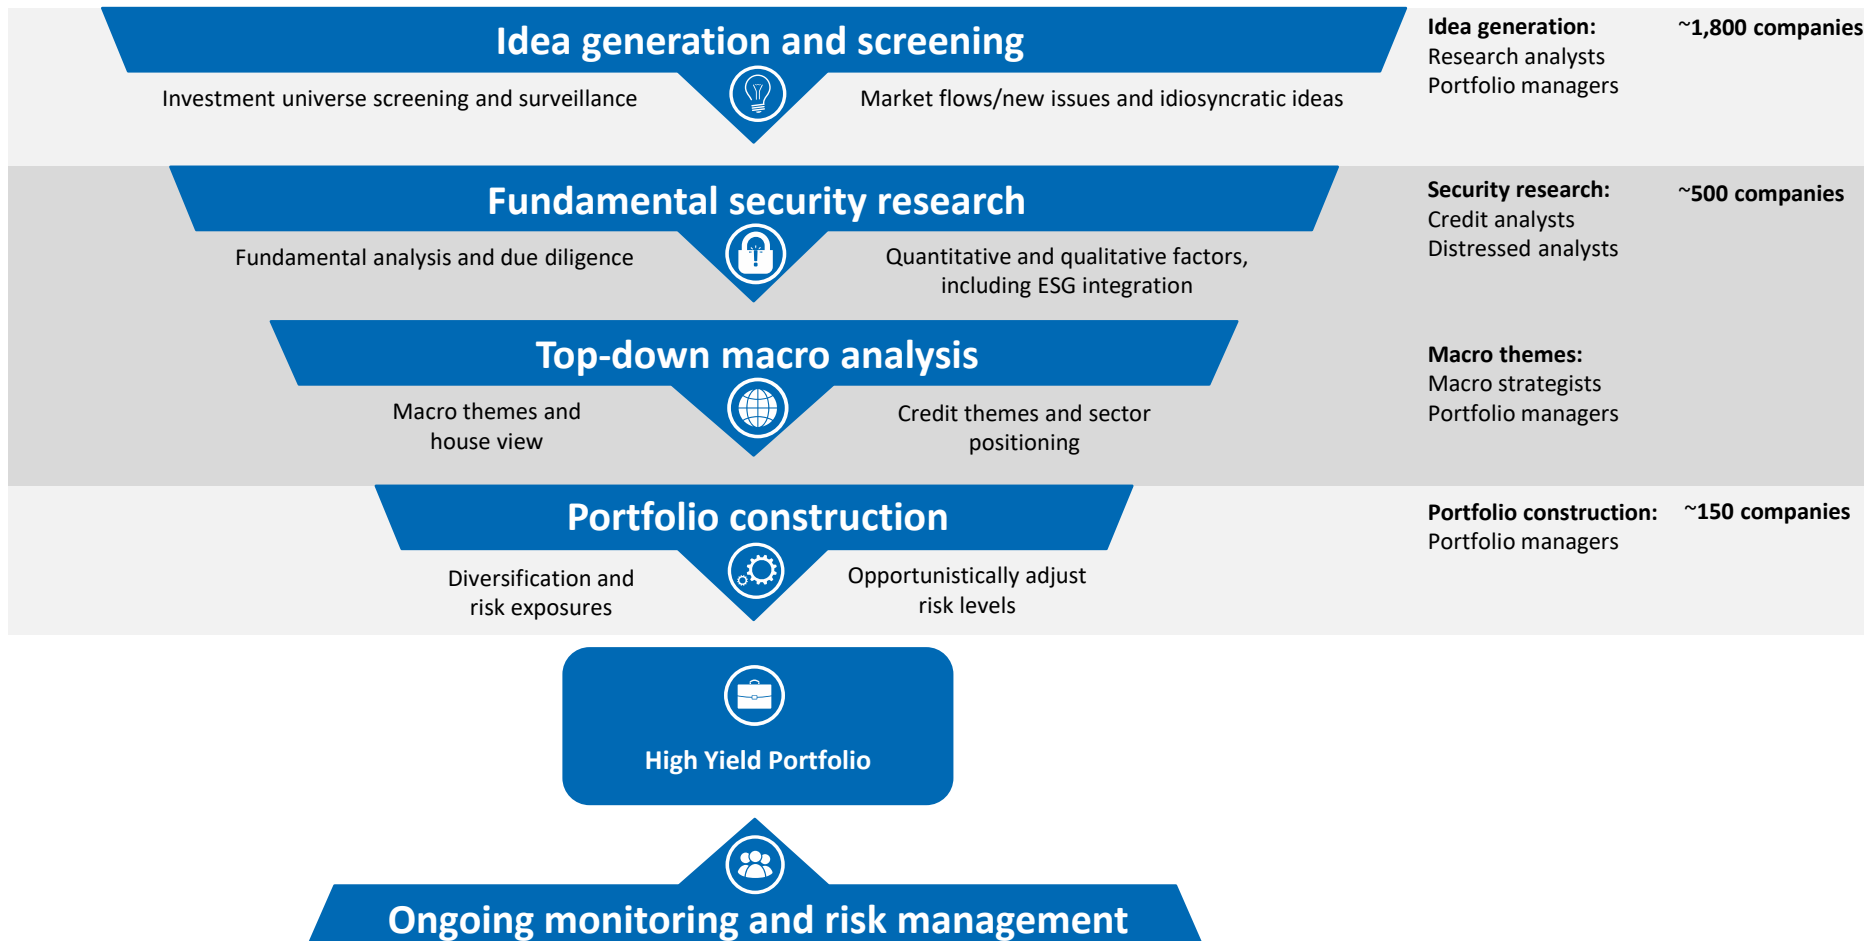 Idea generation and screening
Investment universe screening and surveillance
Market flows/new issues and idiosyncratic ideas
Idea generation:
~1,800 companies
Research analysts
Portfolio managers
Fundamental security research
Fundamental analysis and due diligence
Quantitative and qualitative factors,
including ESG integration
Security research:
~500 companies
Credit analysts
Distressed analysts
Top-down macro analysis
Macro themes and
house view
Credit themes and sector
positioning
Macro themes:
Macro strategists
Portfolio managers
Portfolio construction
Diversification and
risk exposures
Opportunistically adjust
risk levels
Portfolio construction:
~150 companies
Portfolio managers
High Yield Portfolio
Ongoing monitoring and risk management